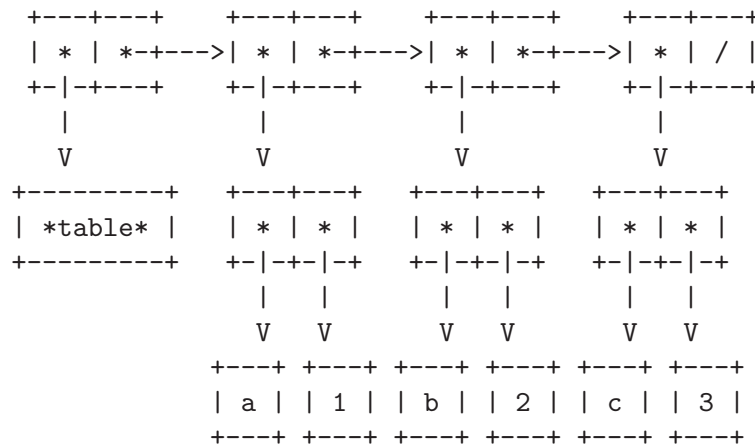 +---+---+     +---+---+     +---+---+     +---+---+
| * | *-+--->| * | *-+--->| * | *-+--->| * | / |
+-|-+---+     +-|-+---+     +-|-+---+     +-|-+---+
  |             |             |             |
  V             V             V             V
+---------+   +---+---+   +---+---+   +---+---+
| *table* |   | * | * |   | * | * |   | * | * |
+---------+   +-|-+-|-+   +-|-+-|-+   +-|-+-|-+
                |   |       |   |       |   |
                V   V       V   V       V   V
              +---+ +---+ +---+ +---+ +---+ +---+
              | a | | 1 | | b | | 2 | | c | | 3 |
              +---+ +---+ +---+ +---+ +---+ +---+